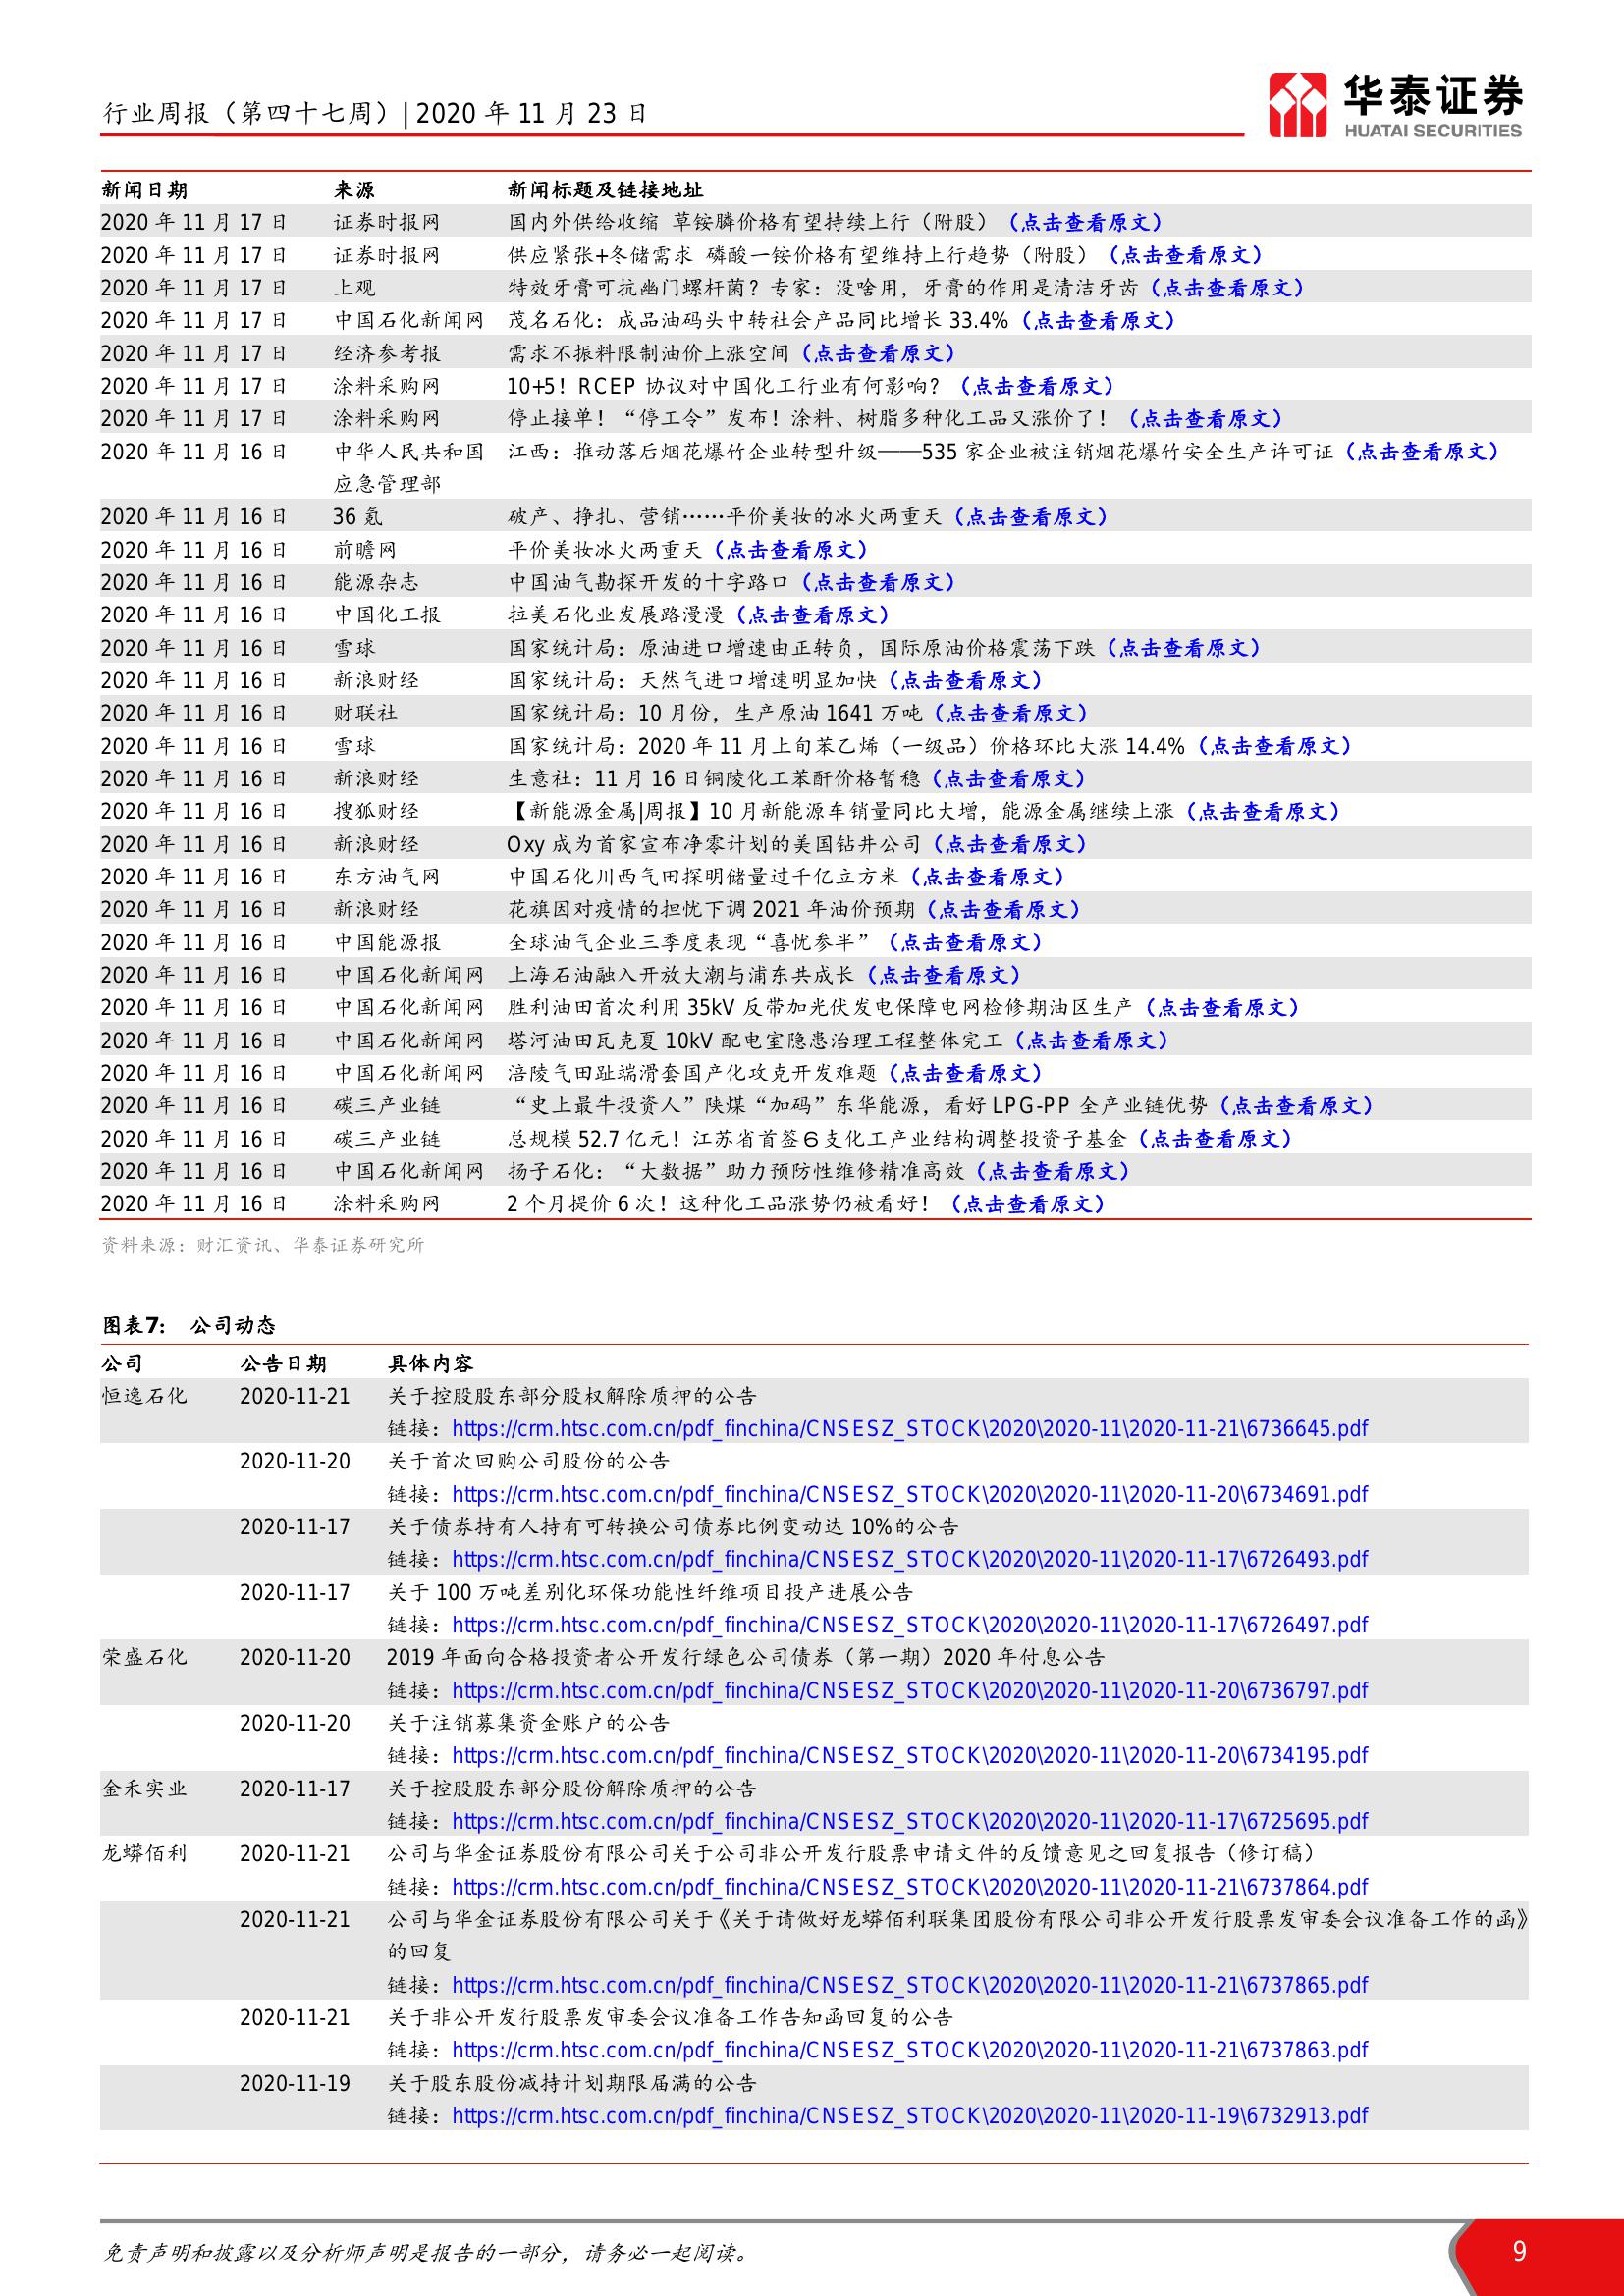 行业周报（第四十七周）| 2020 年 11 月 23 日
华泰证券
HUATAI SECURITIES
新闻日期 来源 新闻标题及链接地址
2020 年 11 月 17 日 证券时报网 国内外供给收缩 草铵膦价格有望持续上行（附股）（点击查看原文）
2020 年 11 月 17 日 证券时报网 供应紧张+冬储需求 磷酸一铵价格有望维持上行趋势（附股）（点击查看原文）
2020 年 11 月 17 日 上观 特效牙膏可抗幽门螺杆菌？专家：没啥用，牙膏的作用是清洁牙齿（点击查看原文）
2020 年 11 月 17 日 中国石化新闻网 茂名石化：成品油码头中转社会产品同比增长 33.4%（点击查看原文）
2020 年 11 月 17 日 经济参考报 需求不振料限制油价上涨空间（点击查看原文）
2020 年 11 月 17 日 涂料采购网 10+5！RCEP 协议对中国化工行业有何影响？（点击查看原文）
2020 年 11 月 17 日 涂料采购网 停止接单！“停工令”发布！涂料、树脂多种化工品又涨价了！（点击查看原文）
2020 年 11 月 16 日 中华人民共和国 江西：推动落后烟花爆竹企业转型升级——535 家企业被注销烟花爆竹安全生产许可证（点击查看原文）
应急管理部
2020 年 11 月 16 日 36 氪 破产、挣扎、营销……平价美妆的冰火两重天（点击查看原文）
2020 年 11 月 16 日 前瞻网 平价美妆冰火两重天（点击查看原文）
2020 年 11 月 16 日 能源杂志 中国油气勘探开发的十字路口（点击查看原文）
2020 年 11 月 16 日 中国化工报 拉美石化业发展路漫漫（点击查看原文）
2020 年 11 月 16 日 雪球 国家统计局：原油进口增速由正转负，国际原油价格震荡下跌（点击查看原文）
2020 年 11 月 16 日 新浪财经 国家统计局：天然气进口增速明显加快（点击查看原文）
2020 年 11 月 16 日 财联社 国家统计局：10 月份，生产原油 1641 万吨（点击查看原文）
2020 年 11 月 16 日 雪球 国家统计局：2020 年 11 月上旬苯乙烯（一级品）价格环比大涨 14.4%（点击查看原文）
2020 年 11 月 16 日 新浪财经 生意社：11 月 16 日铜陵化工苯酐价格暂稳（点击查看原文）
2020 年 11 月 16 日 搜狐财经 【新能源金属|周报】10 月新能源车销量同比大增，能源金属继续上涨（点击查看原文）
2020 年 11 月 16 日 新浪财经 Oxy 成为首家宣布净零计划的美国钻井公司（点击查看原文）
2020 年 11 月 16 日 东方油气网 中国石化川西气田探明储量过千亿立方米（点击查看原文）
2020 年 11 月 16 日 新浪财经 花旗因对疫情的担忧下调 2021 年油价预期（点击查看原文）
2020 年 11 月 16 日 中国能源报 全球油气企业三季度表现“喜忧参半”（点击查看原文）
2020 年 11 月 16 日 中国石化新闻网 上海石油融入开放大潮与浦东共成长（点击查看原文）
2020 年 11 月 16 日 中国石化新闻网 胜利油田首次利用 35kV 反带加光伏发电保障电网检修期油区生产（点击查看原文）
2020 年 11 月 16 日 中国石化新闻网 塔河油田瓦克夏 10kV 配电室隐患治理工程整体完工（点击查看原文）
2020 年 11 月 16 日 中国石化新闻网 涪陵气田趾端滑套国产化攻克开发难题（点击查看原文）
2020 年 11 月 16 日 碳三产业链 “史上最牛投资人”陕煤“加码”东华能源，看好 LPG-PP 全产业链优势（点击查看原文）
2020 年 11 月 16 日 碳三产业链 总规模 52.7 亿元！江苏省首签６支化工产业结构调整投资子基金（点击查看原文）
2020 年 11 月 16 日 中国石化新闻网 扬子石化：“大数据”助力预防性维修精准高效（点击查看原文）
2020 年 11 月 16 日 涂料采购网 2 个月提价 6 次！这种化工品涨势仍被看好！（点击查看原文）
资料来源：财汇资讯、华泰证券研究所
图表7： 公司动态
公司 公告日期 具体内容
恒逸石化 2020-11-21 关于控股股东部分股权解除质押的公告
链接：https://crm.htsc.com.cn/pdf_finchina/CNSESZ_STOCK\2020\2020-11\2020-11-21\6736645.pdf
2020-11-20 关于首次回购公司股份的公告
链接：https://crm.htsc.com.cn/pdf_finchina/CNSESZ_STOCK\2020\2020-11\2020-11-20\6734691.pdf
2020-11-17 关于债券持有人持有可转换公司债券比例变动达 10%的公告
链接：https://crm.htsc.com.cn/pdf_finchina/CNSESZ_STOCK\2020\2020-11\2020-11-17\6726493.pdf
2020-11-17 关于 100 万吨差别化环保功能性纤维项目投产进展公告
链接：https://crm.htsc.com.cn/pdf_finchina/CNSESZ_STOCK\2020\2020-11\2020-11-17\6726497.pdf
荣盛石化 2020-11-20 2019 年面向合格投资者公开发行绿色公司债券（第一期）2020 年付息公告
链接：https://crm.htsc.com.cn/pdf_finchina/CNSESZ_STOCK\2020\2020-11\2020-11-20\6736797.pdf
2020-11-20 关于注销募集资金账户的公告
链接：https://crm.htsc.com.cn/pdf_finchina/CNSESZ_STOCK\2020\2020-11\2020-11-20\6734195.pdf
金禾实业 2020-11-17 关于控股股东部分股份解除质押的公告
链接：https://crm.htsc.com.cn/pdf_finchina/CNSESZ_STOCK\2020\2020-11\2020-11-17\6725695.pdf
龙蟒佰利 2020-11-21 公司与华金证券股份有限公司关于公司非公开发行股票申请文件的反馈意见之回复报告（修订稿）
链接：https://crm.htsc.com.cn/pdf_finchina/CNSESZ_STOCK\2020\2020-11\2020-11-21\6737864.pdf
2020-11-21 公司与华金证券股份有限公司关于《关于请做好龙蟒佰利联集团股份有限公司非公开发行股票发审委会议准备工作的函》
的回复
链接：https://crm.htsc.com.cn/pdf_finchina/CNSESZ_STOCK\2020\2020-11\2020-11-21\6737865.pdf
2020-11-21 关于非公开发行股票发审委会议准备工作告知函回复的公告
链接：https://crm.htsc.com.cn/pdf_finchina/CNSESZ_STOCK\2020\2020-11\2020-11-21\6737863.pdf
2020-11-19 关于股东股份减持计划期限届满的公告
链接：https://crm.htsc.com.cn/pdf_finchina/CNSESZ_STOCK\2020\2020-11\2020-11-19\6732913.pdf
免责声明和披露以及分析师声明是报告的一部分，请务必一起阅读。 9